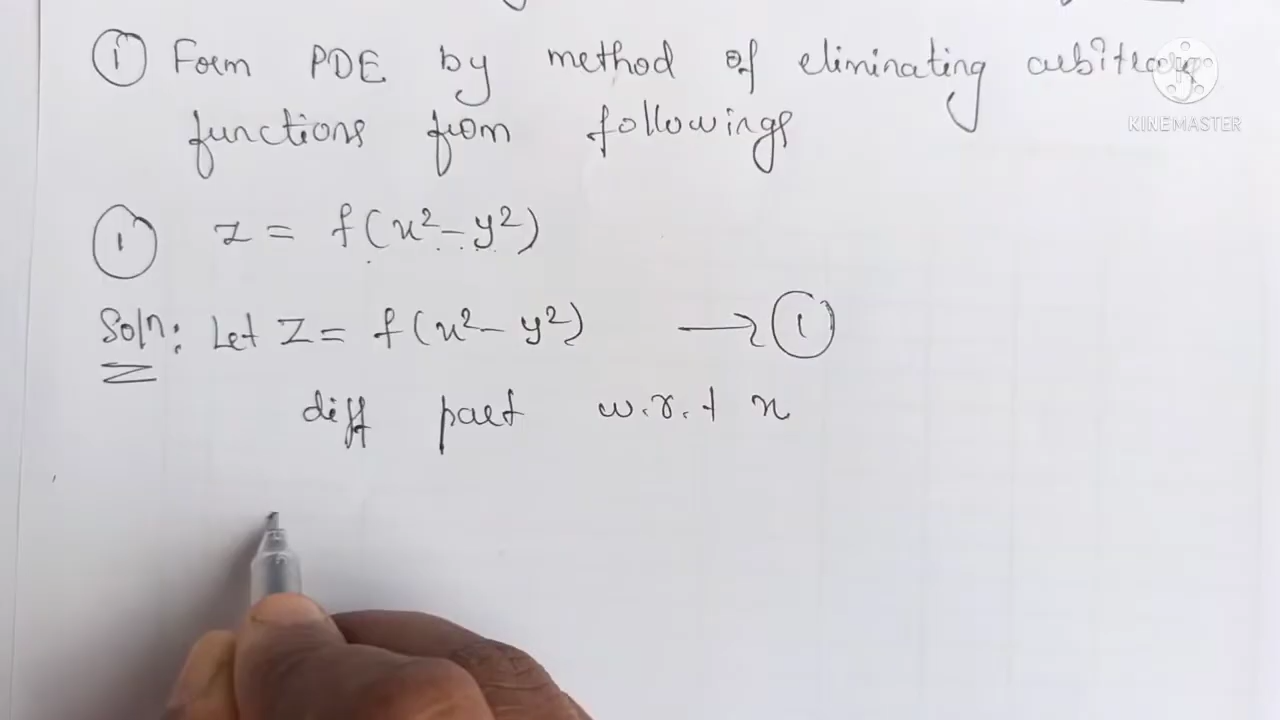 ① Form PDE by method of eliminating arbitrary
functions from followings
KINEMASTER
① z = f(x² - y²)
Soln: Let z = f(x² - y²) → ①
diff part w.r.t x